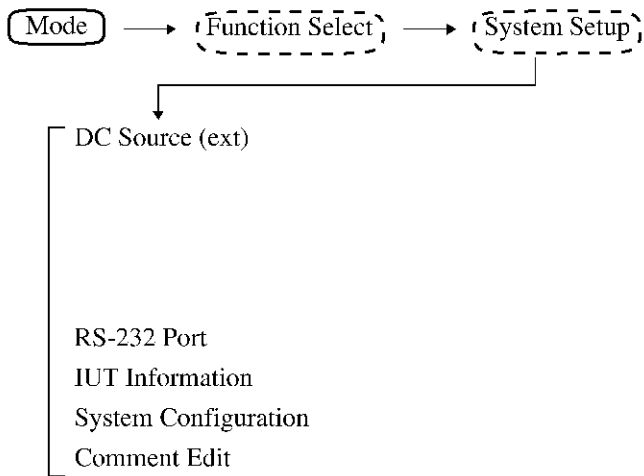 Mode Function Select System Setup
DC Source (ext)
RS-232 Port
IUT Information
System Configuration
Comment Edit